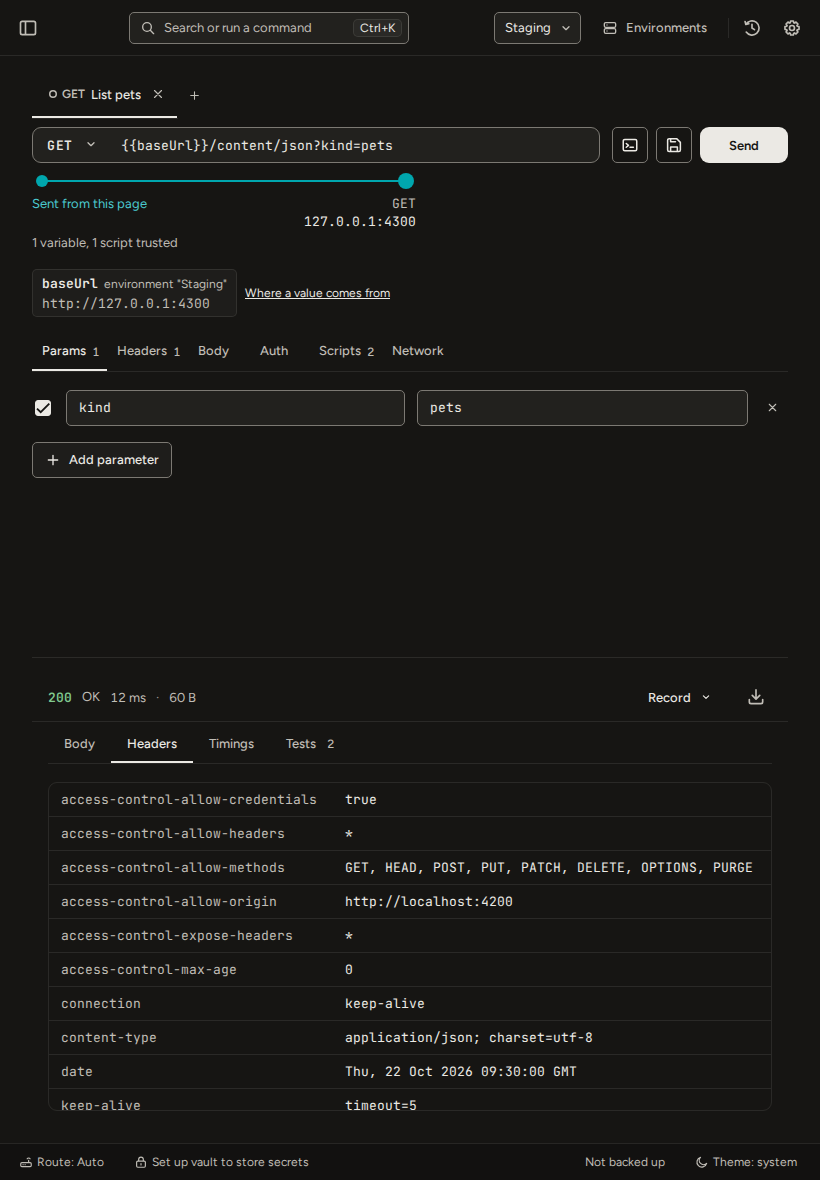 Search or run a command Ctrl+K Staging Environments
GET List pets
GET {{baseUrl}}/content/json?kind=pets Send
Sent from this page GET
127.0.0.1:4300
1 variable, 1 script trusted
baseUrl environment "Staging"
http://127.0.0.1:4300
Where a value comes from
Params 1 Headers 1 Body Auth Scripts 2 Network
kind pets
Add parameter
200 OK 12 ms · 60 B Record
Body Headers Timings Tests 2
access-control-allow-credentials true
access-control-allow-headers *
access-control-allow-methods GET, HEAD, POST, PUT, PATCH, DELETE, OPTIONS, PURGE
access-control-allow-origin http://localhost:4200
access-control-expose-headers *
access-control-max-age 0
connection keep-alive
content-type application/json; charset=utf-8
date Thu, 22 Oct 2026 09:30:00 GMT
keep-alive timeout=5
Route: Auto Set up vault to store secrets Not backed up Theme: system